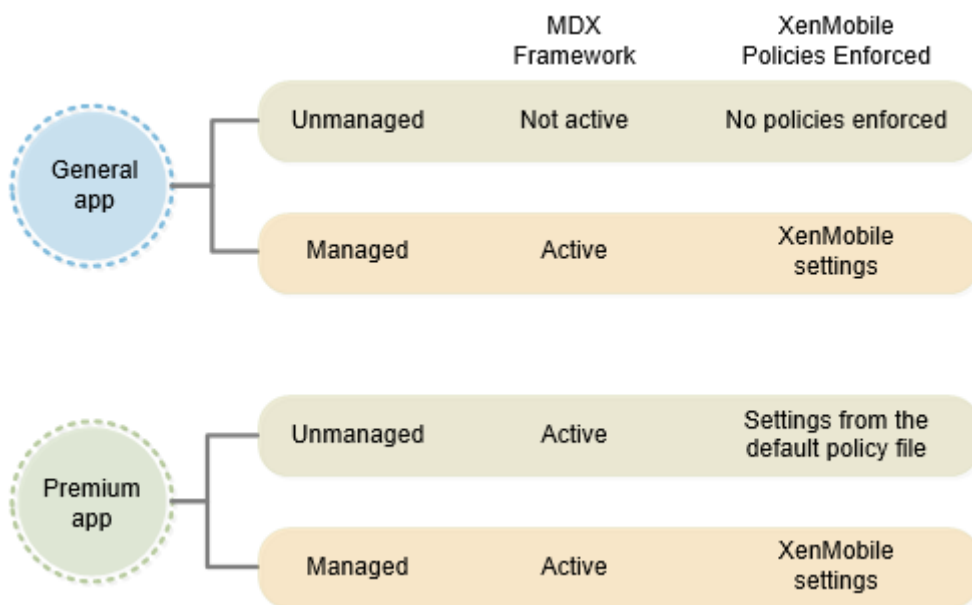 MDX
Framework
XenMobile
Policies Enforced
General
app
Unmanaged
Not active
No policies enforced
Managed
Active
XenMobile
settings
Premium
app
Unmanaged
Active
Settings from the
default policy file
Managed
Active
XenMobile
settings